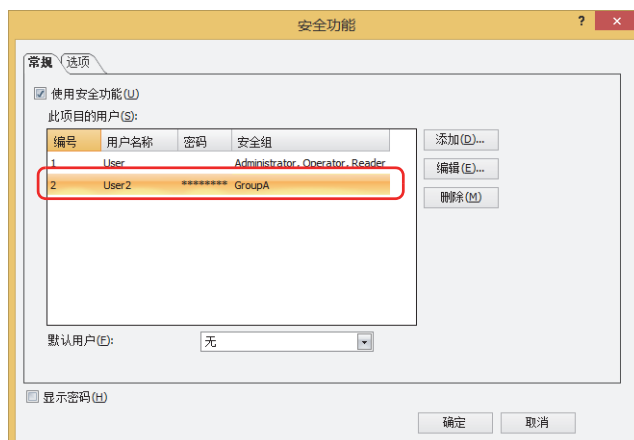 安全功能 ? ×
常规 选项
使用安全功能(U)
此项目的用户(S):
编号 用户名称 密码 安全组
1 User Administrator, Operator, Reader
2 User2 ******** GroupA
添加(D)...
编辑(E)...
删除(M)
默认用户(F): 无
显示密码(H)
确定 取消